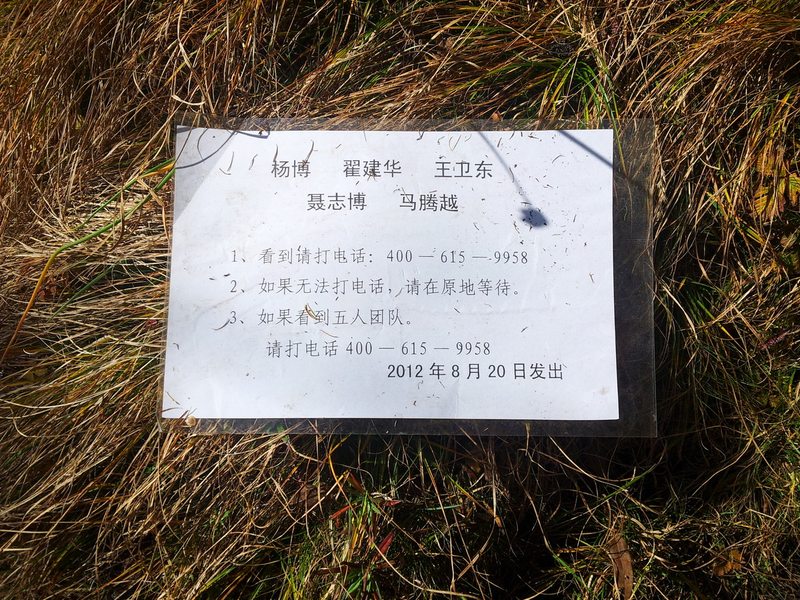 杨博 翟建华 王卫东
聂志博 马腾越
1、看到请打电话：400—615—9958
2、如果无法打电话，请在原地等待。
3、如果看到五人团队。
请打电话 400—615—9958
2012 年 8 月 20 日发出